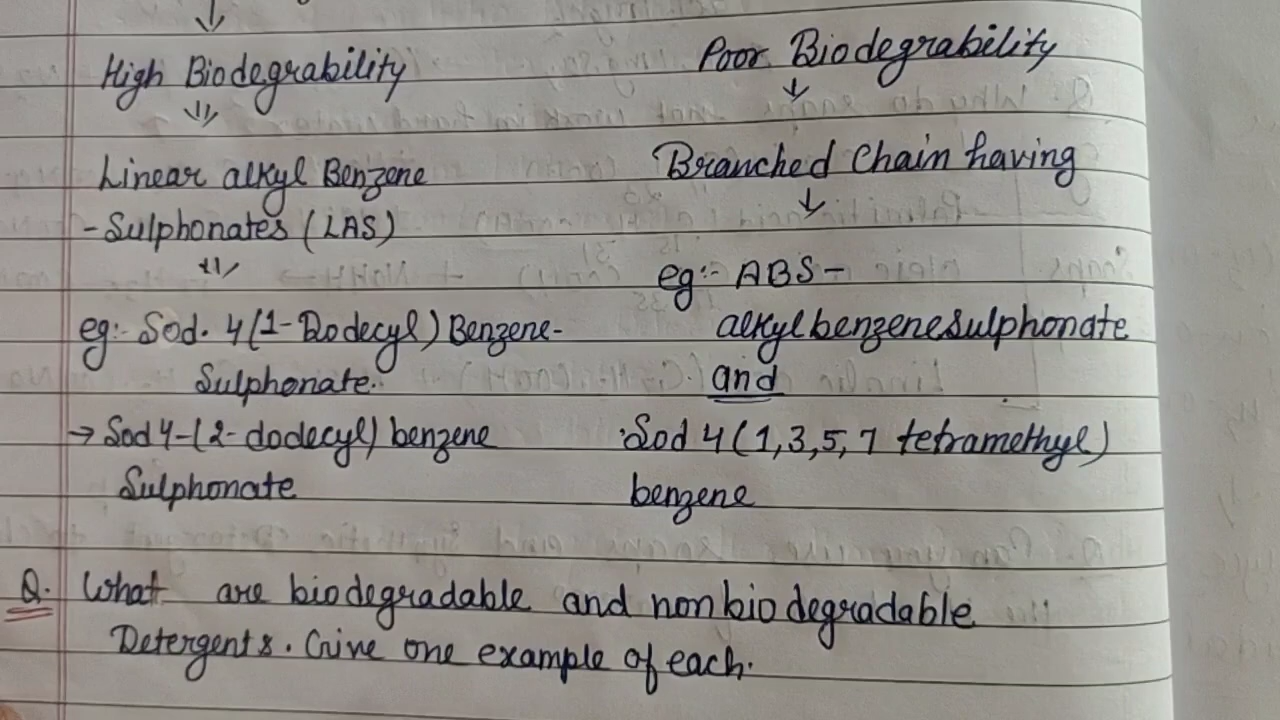 High Biodegrability
Linear alkyl Benzene
-Sulphonates (LAS)
eg:- Sod. 4(1-Dodecyl) Benzene-
Sulphonate.
→ Sod 4-(2-dodecyl) benzene
Sulphonate
Poor Biodegrability
Branched Chain having
eg:- ABS-
alkylbenzenesulphonate
and
Sod 4(1,3,5,7 tetramethyl)
benzene
Q. What are biodegradable and nonbiodegradable
Detergents. Give one example of each.